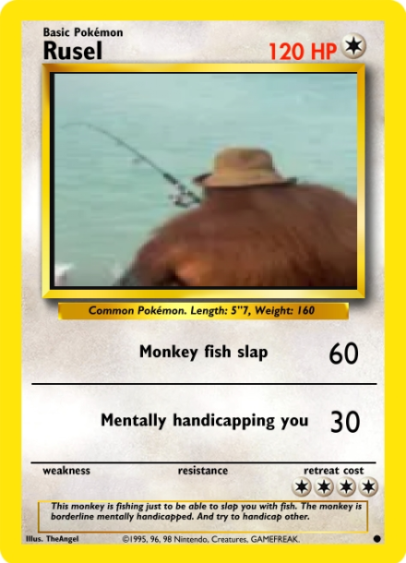 Basic Pokémon
Rusel 120 HP
Common Pokémon. Length: 5"7, Weight: 160
Monkey fish slap 60
Mentally handicapping you 30
weakness resistance retreat cost
This monkey is fishing just to be able to slap you with fish. The monkey is
borderline mentally handicapped. And try to handicap other.
Illus. TheAngel ©1995, 96, 98 Nintendo, Creatures, GAMEFREAK.